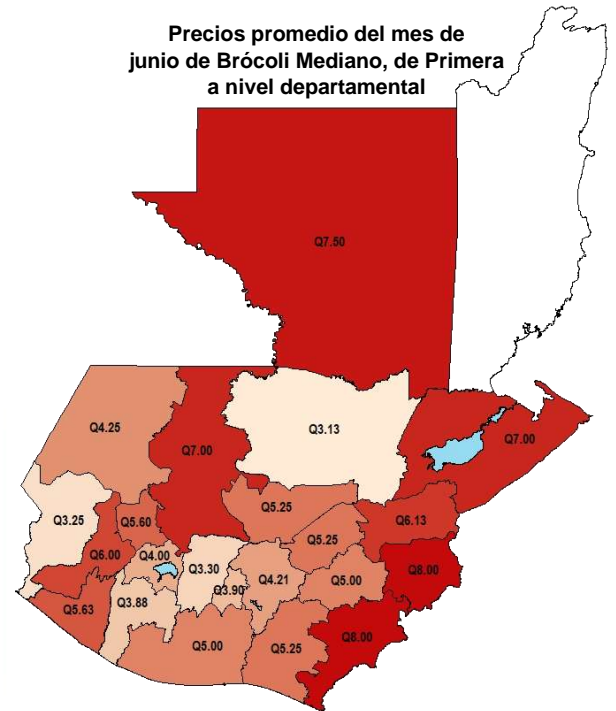 Precios promedio del mes de
junio de Brócoli Mediano, de Primera
a nivel departamental
Q7.50
Q4.25
Q7.00
Q3.13
Q7.00
Q3.25
Q5.60
Q5.25
Q6.13
Q6.00
Q4.00
Q5.25
Q3.30
Q4.21
Q5.00
Q8.00
Q5.63
Q3.88
Q3.90
Q5.00
Q5.25
Q8.00